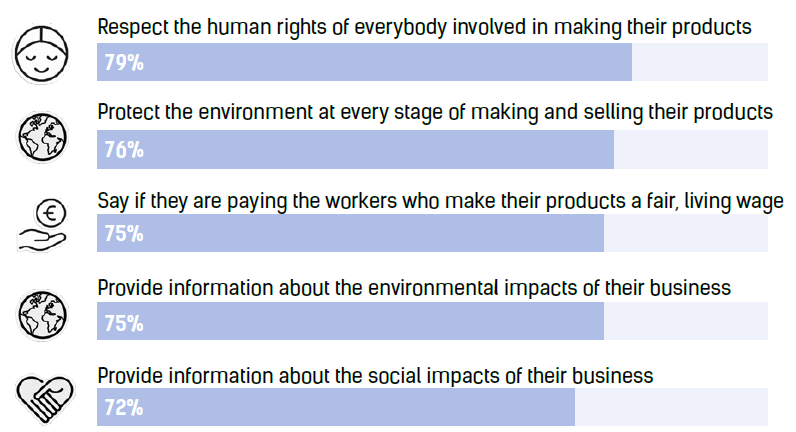 Respect the human rights of everybody involved in making their products
79%
Protect the environment at every stage of making and selling their products
76%
€
Say if they are paying the workers who make their products a fair, living wage
75%
Provide information about the environmental impacts of their business
75%
Provide information about the social impacts of their business
72%